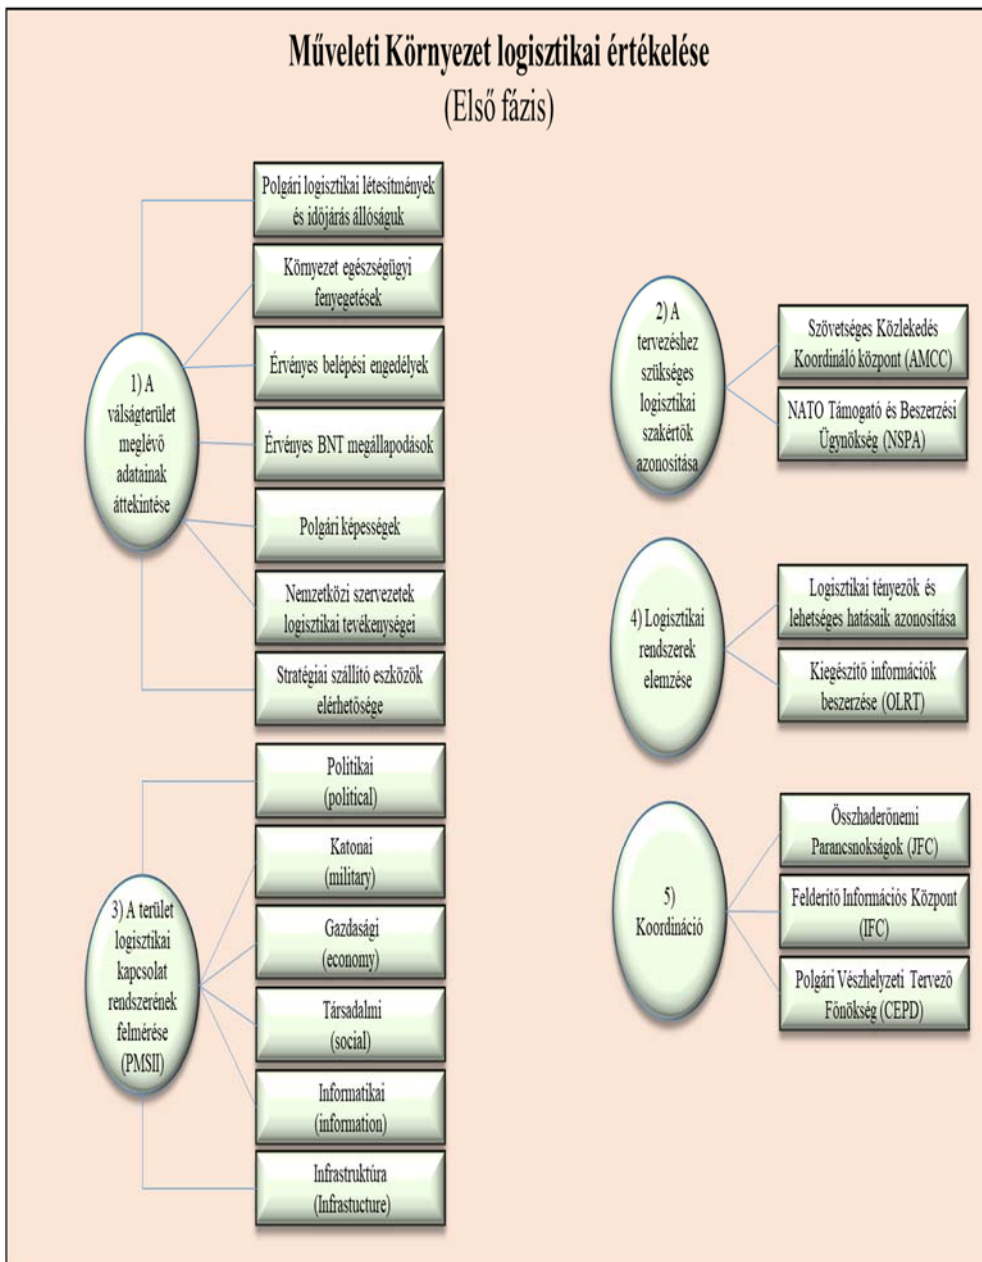 Műveleti Környezet logisztikai értékelése
(Első fázis)
1) A
válságterület
meglévő
adatainak
áttekintése
Polgári logisztikai létesítmények
és időjárás állóságuk
Környezet egészségügyi
fenyegetések
Érvényes belépési engedélyek
Érvényes BNT megállapodások
Polgári képességek
Nemzetközi szervezetek
logisztikai tevékenységei
Stratégiai szállító eszközök
elérhetősége
2) A
tervezéshez
szükséges
logisztikai
szakértők
azonosítása
Szövetséges Közlekedés
Koordináló központ (AMCC)
NATO Támogató és Beszerzési
Ügynökség (NSPA)
3) A terület
logisztikai
kapcsolat
rendszerének
felmérése
(PMSII)
Politikai
(political)
Katonai
(military)
Gazdasági
(economy)
Társadalmi
(social)
Informatikai
(information)
Infrastruktúra
(Infrastucture)
4) Logisztikai
rendszerek
elemzése
Logisztikai tényezők és
lehetséges hatásaik azonosítása
Kiegészítő információk
beszerzése (OLRT)
5)
Koordináció
Összhaderőnemi
Parancsnokságok (JFC)
Felderítő Információs Központ
(IFC)
Polgári Vészhelyzeti Tervező
Főnökség (CEPD)